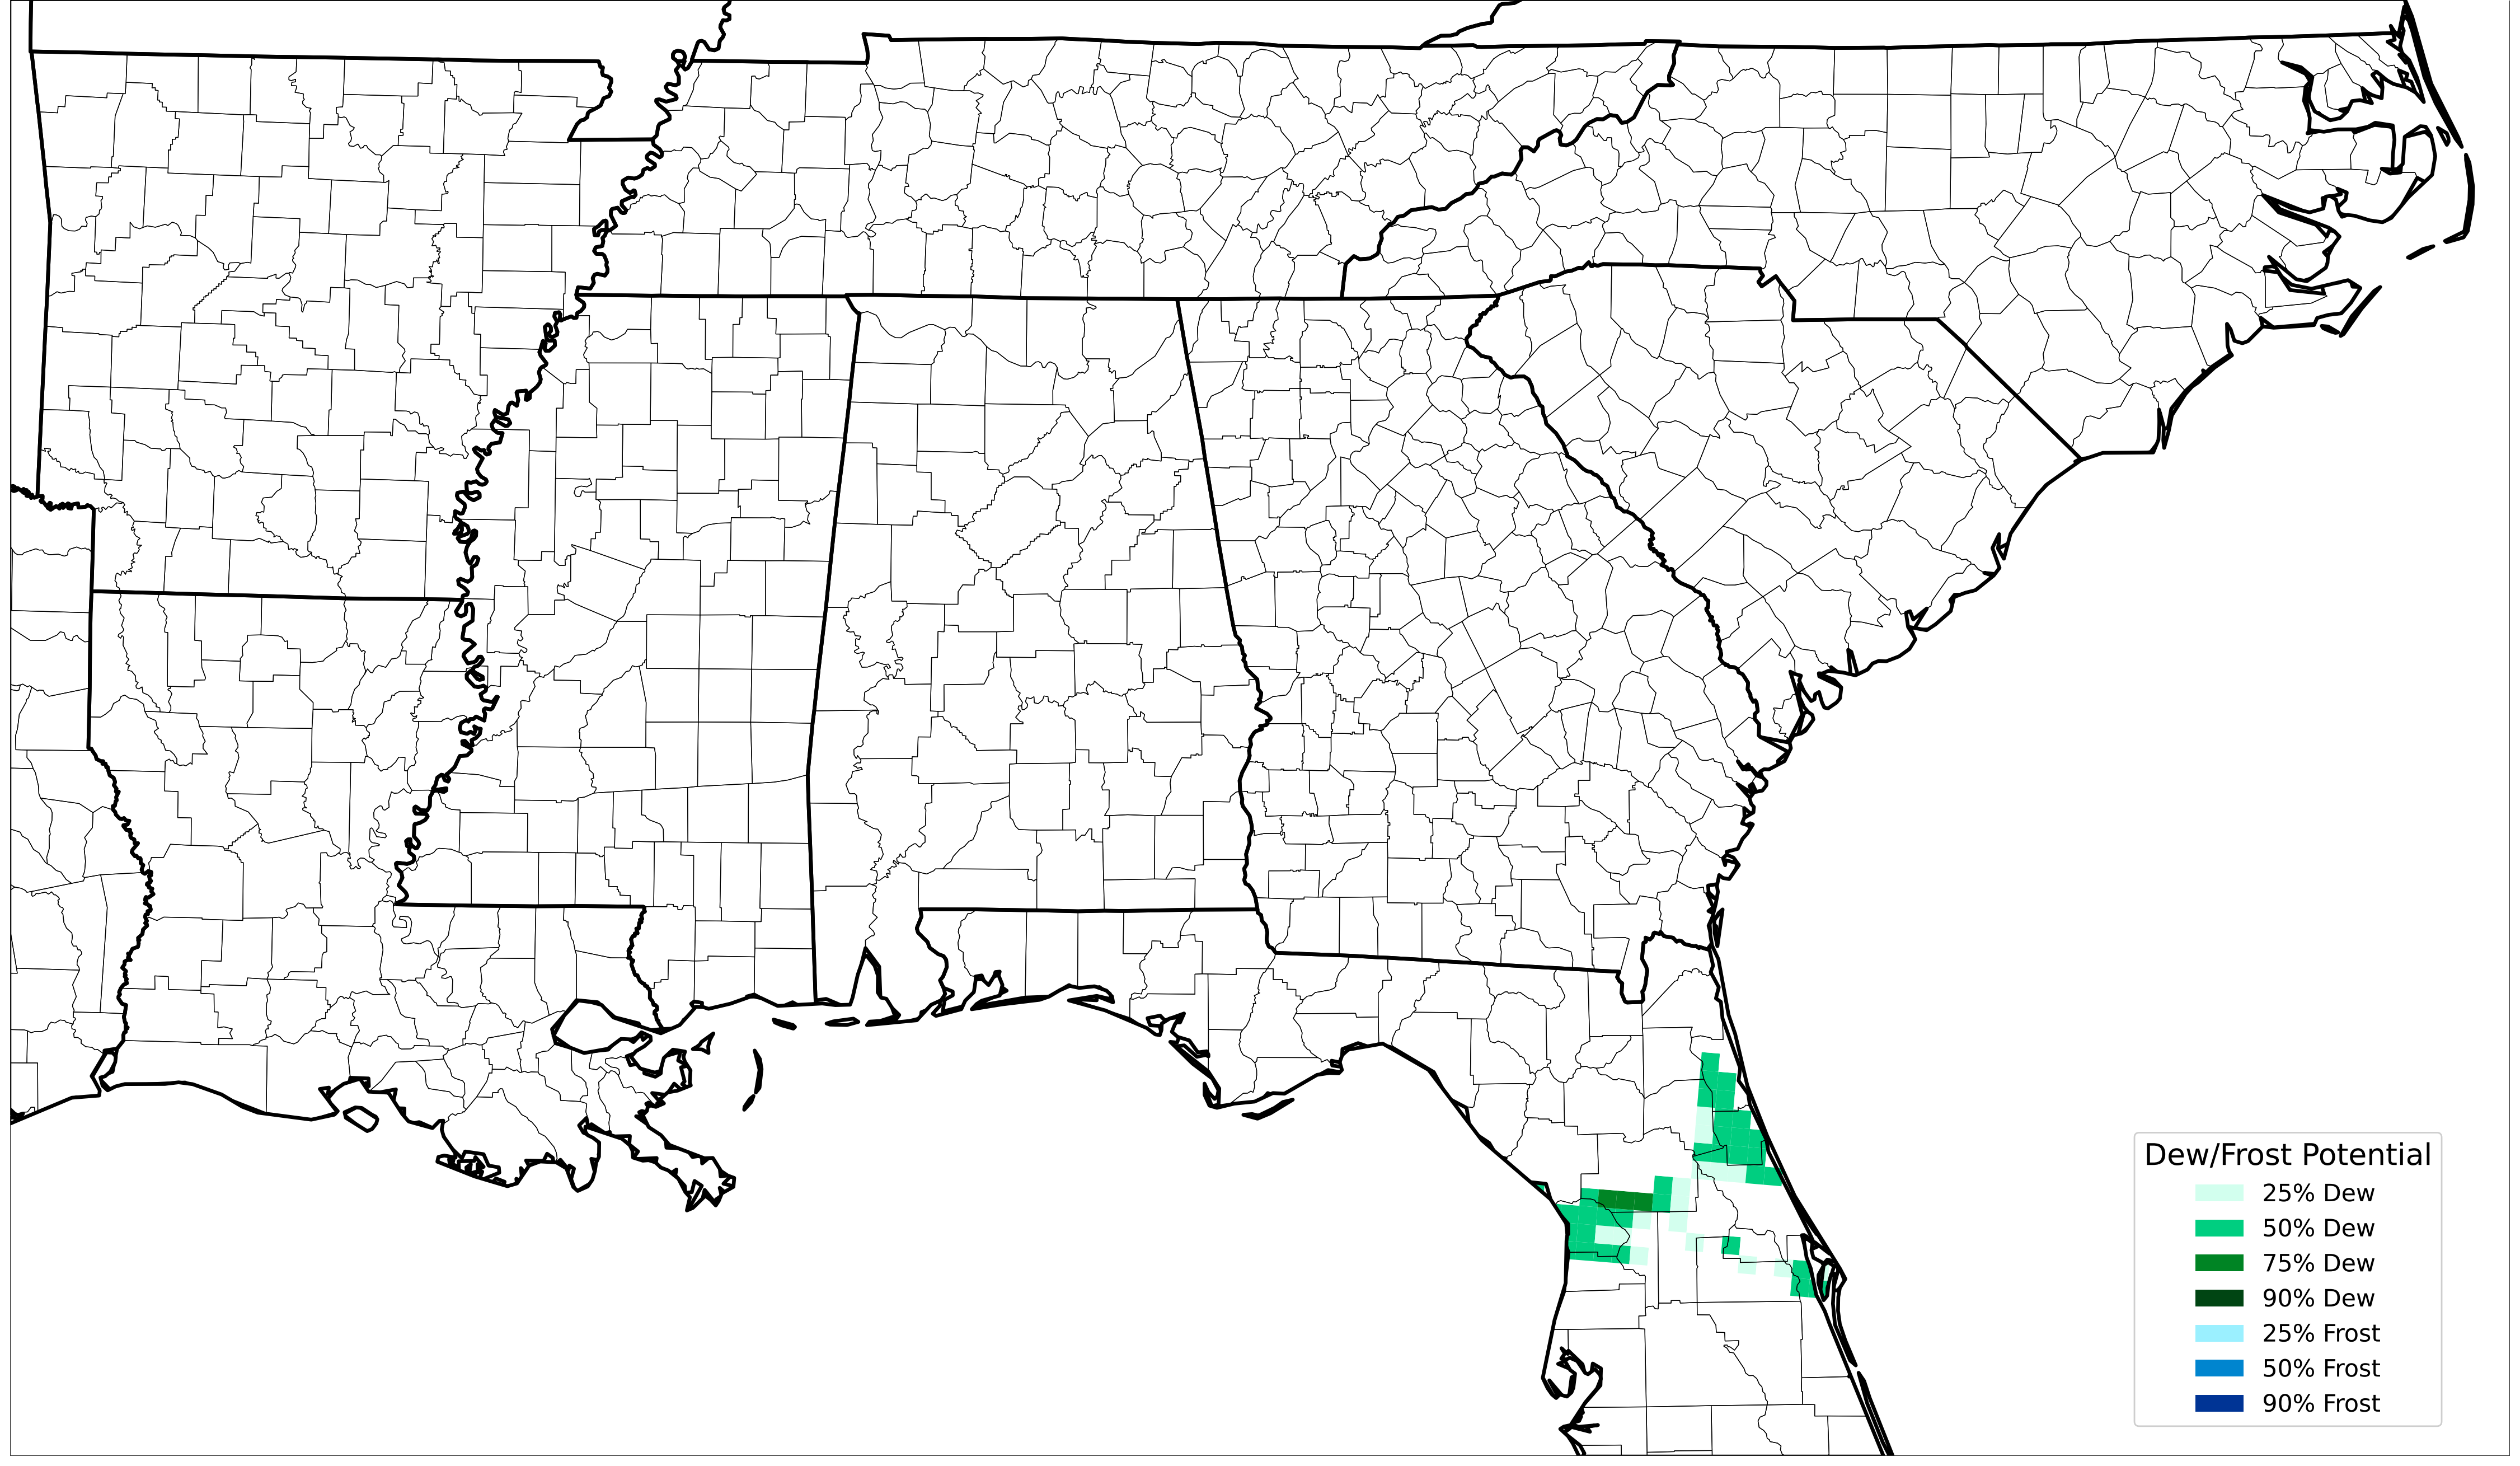 Dew/Frost Potential
25% Dew
50% Dew
75% Dew
90% Dew
25% Frost
50% Frost
90% Frost